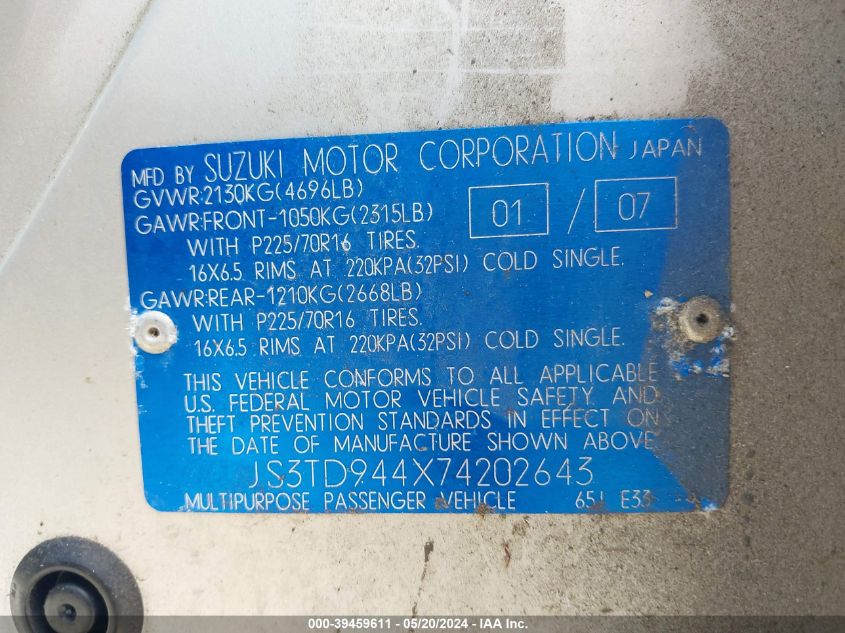 MFD BY SUZUKI MOTOR CORPORATION JAPAN
GVWR:2130KG(4696LB)
GAWR:FRONT-1050KG(2315LB) 01 / 07
WITH P225/70R16 TIRES.
16X6.5 RIMS AT 220KPA(32PSI) COLD SINGLE.
GAWR:REAR-1210KG(2668LB)
WITH P225/70R16 TIRES.
16X6.5 RIMS AT 220KPA(32PSI) COLD SINGLE.
THIS VEHICLE CONFORMS TO ALL APPLICABLE
U.S. FEDERAL MOTOR VEHICLE SAFETY, AND
THEFT PREVENTION STANDARDS IN EFFECT ON
THE DATE OF MANUFACTURE SHOWN ABOVE.
JS3TD944X74202643
MULTIPURPOSE PASSENGER VEHICLE 65J E33
000-39459611 - 05/20/2024 - IAA Inc.